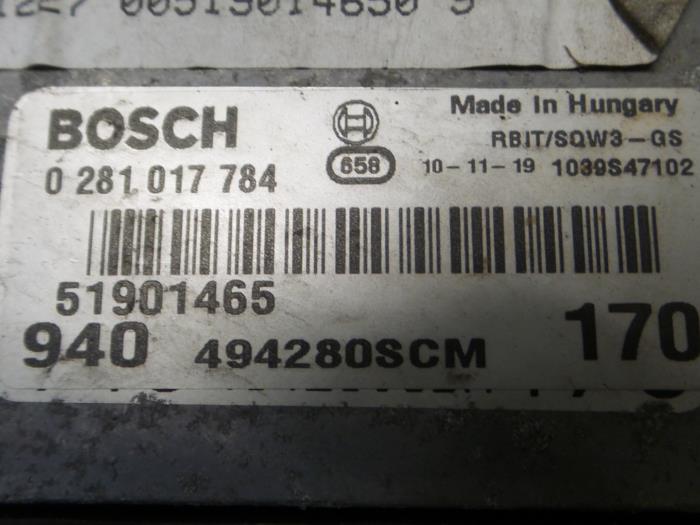 BOSCH
Made In Hungary
RBIT/SQW3-GS
0 281 017 784
658
10-11-19 1039S47102
51901465
940 494280SCM 170